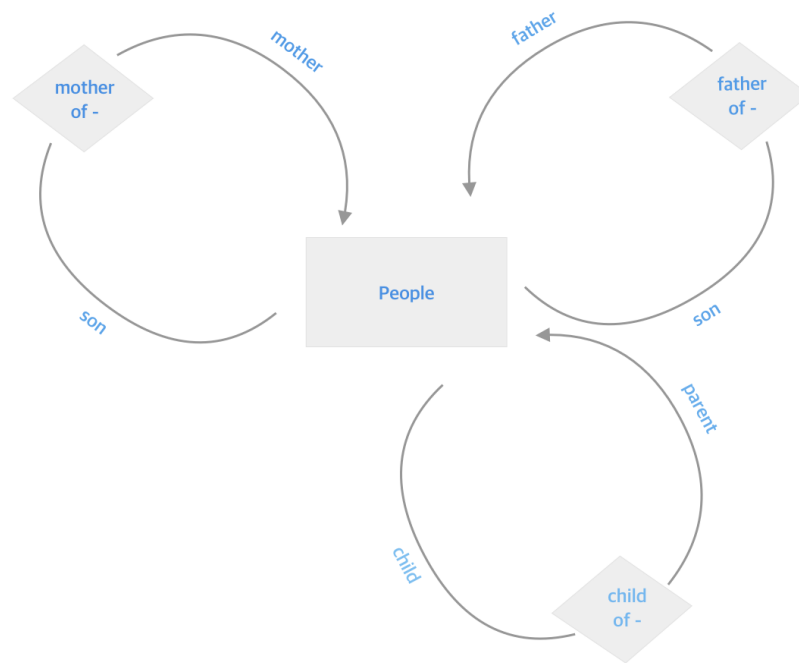 mother
father
mother
of -
father
of -
People
son
son
parent
child
child
of -